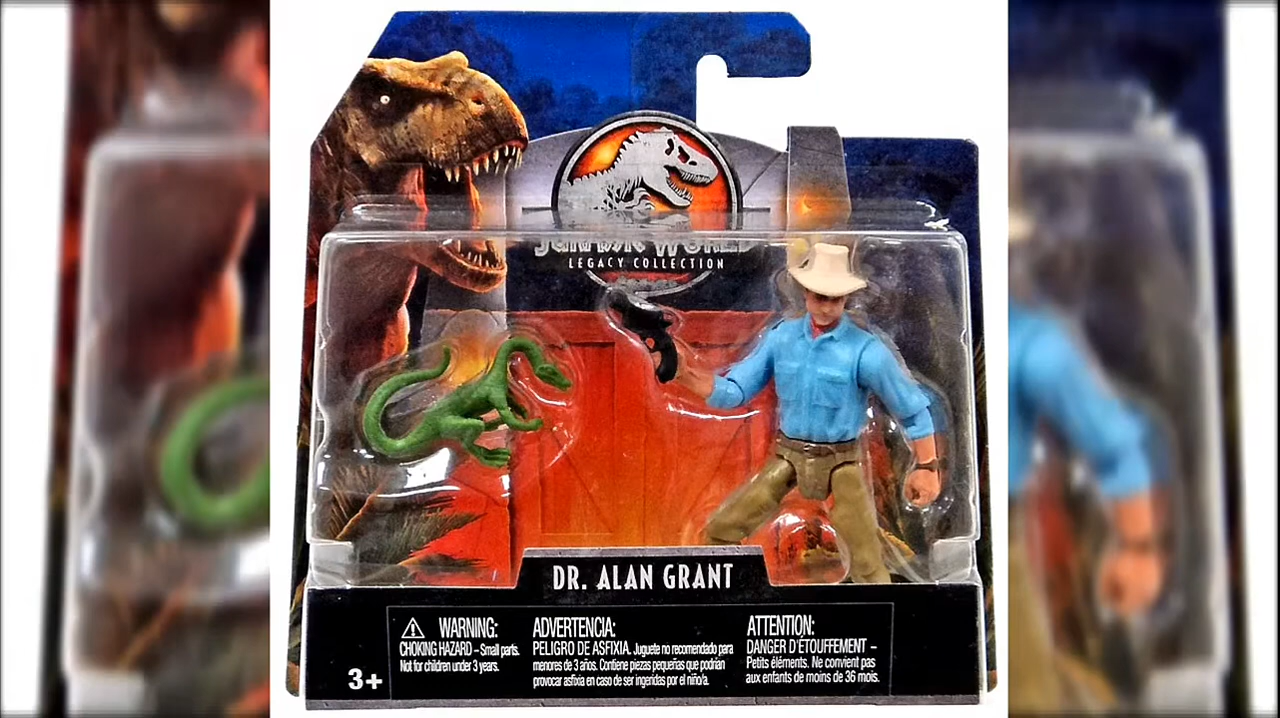 JURASSIC WORLD
LEGACY COLLECTION
DR. ALAN GRANT
WARNING:
CHOKING HAZARD – Small parts.
Not for children under 3 years.
ADVERTENCIA:
PELIGRO DE ASFIXIA. Juguete no recomendado para
menores de 3 años. Contiene piezas pequeñas que podrían
provocar asfixia en caso de ser ingeridas por el niño/a.
ATTENTION:
DANGER D'ÉTOUFFEMENT –
Petits éléments. Ne convient pas
aux enfants de moins de 36 mois.
3+